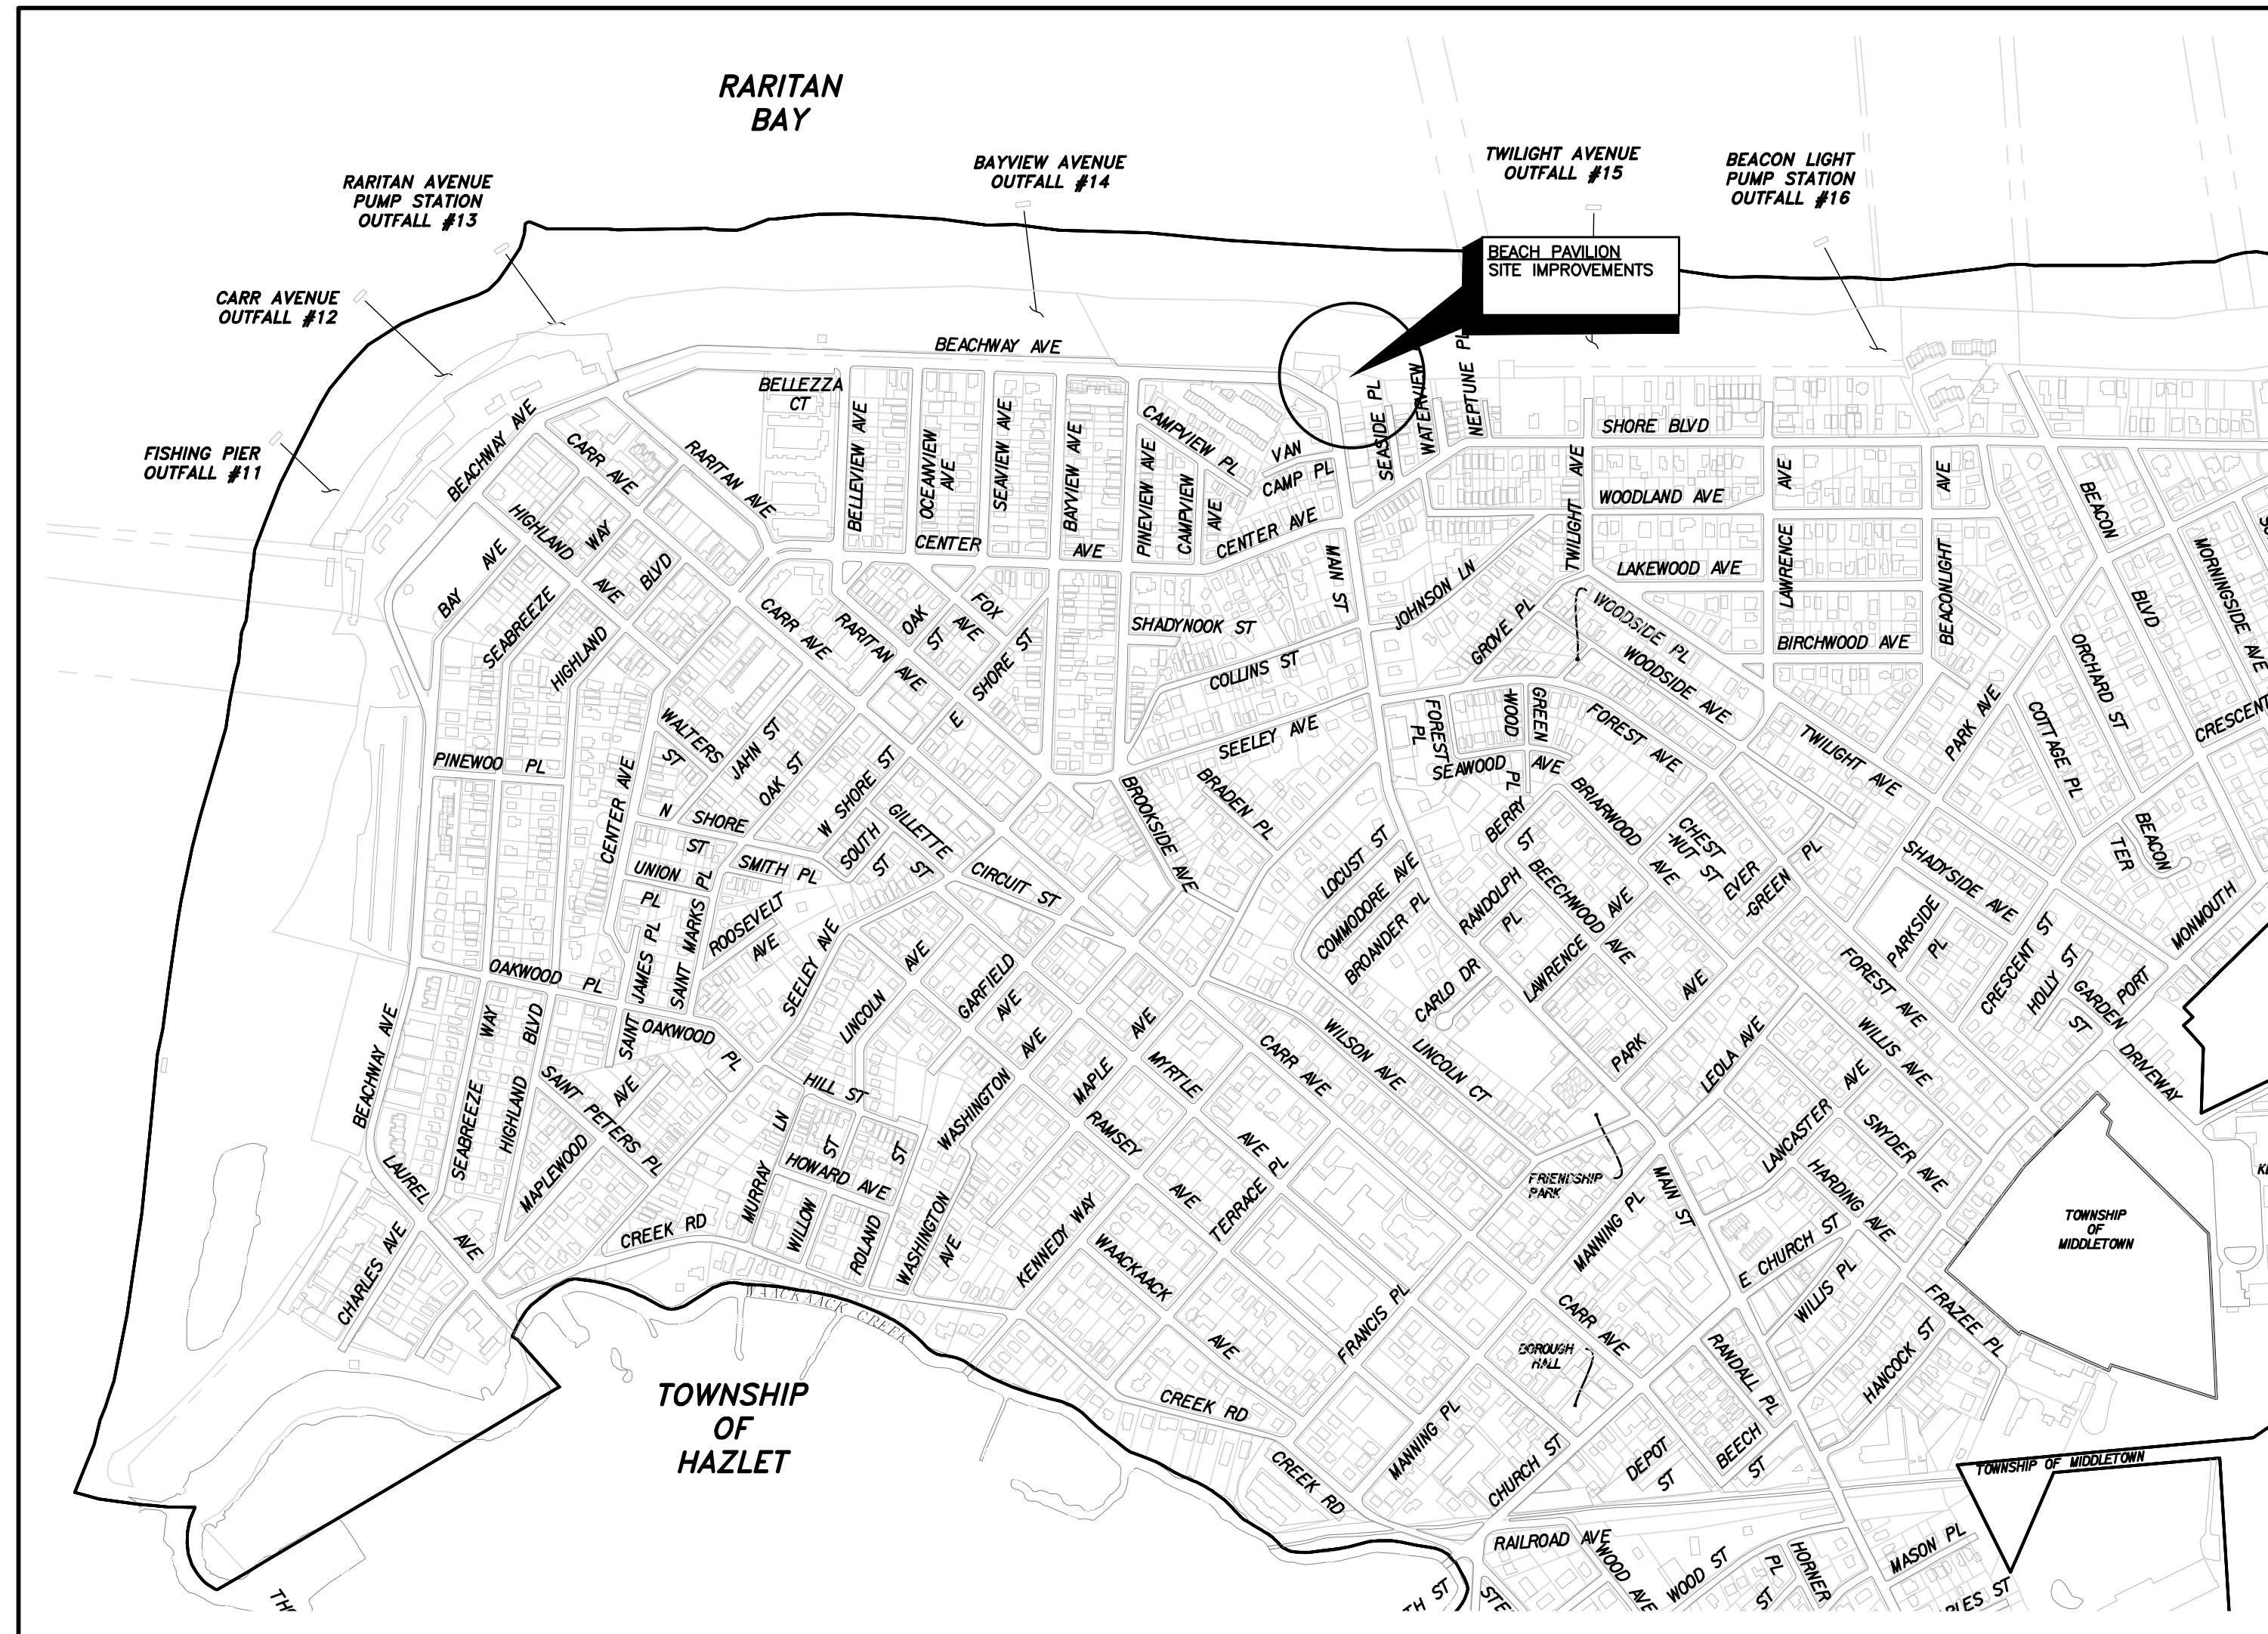 RARITAN
BAY
RARITAN AVENUE
PUMP STATION
OUTFALL #13
BAYVIEW AVENUE
OUTFALL #14
TWILIGHT AVENUE
OUTFALL #15
BEACON LIGHT
PUMP STATION
OUTFALL #16
CARR AVENUE
OUTFALL #12
FISHING PIER
OUTFALL #11
BEACH PAVILION
SITE IMPROVEMENTS
BEACHWAY AVE
BELLEZZA
CT
BEACHWAY AVE
CARR AVE
RARITAN AVE
BELLEVIEW AVE
OCEANVIEW
AVE
SEAVIEW AVE
BAYVIEW AVE
PINEVIEW AVE
CAMPVIEW PL
CAMPVIEW
AVE
VAN
CAMP PL
CENTER AVE
CENTER
AVE
SEASIDE PL
WATERVIEW
NEPTUNE PL
MAIN ST
SHORE BLVD
TWILIGHT AVE
WOODLAND AVE
LAKEWOOD AVE
LAWRENCE
AVE
BEACONLIGHT
AVE
BIRCHWOOD AVE
BEACON
BLVD
MORNINGSIDE AVE
ORCHARD ST
COTTAGE PL
CRESCENT
HIGHLAND
AVE
BAY AVE
SEABREEZE
WAY
HIGHLAND
BLVD
CARR AVE
RARITAN AVE
OAK
ST
FOX
AVE
SHORE ST
E
SHADYNOOK ST
COLLINS ST
SEELEY AVE
JOHNSON LN
GROVE PL
WOODSIDE PL
WOODSIDE AVE
FOREST
PL
GREEN
-WOOD
PL
SEAWOOD AVE
FOREST AVE
TWILIGHT AVE
PARK AVE
PINEWOO PL
CENTER AVE
WALTERS
ST
JAHN ST
OAK ST
N SHORE
ST
W SHORE ST
GILLETTE
ST
SOUTH
ST
UNION
PL
SMITH PL
JAMES PL
SAINT
SAINT MARKS PL
ROOSEVELT
AVE
SEELEY AVE
CIRCUIT ST
BROOKSIDE AVE
BRADEN PL
LOCUST ST
COMMODORE AVE
BROANDER PL
BERRY
ST
BRIARWOOD
AVE
CHEST
-NUT ST
EVER
-GREEN PL
RANDOLPH
PL
BEECHWOOD AVE
LAWRENCE AVE
CARLO DR
SHADYSIDE AVE
BEACON
TER
MONMOUTH
PARKSIDE
PL
CRESCENT ST
HOLLY ST
GARDEN
ST
PORT
DRIVEWAY
FOREST AVE
WILLIS AVE
OAKWOOD PL
OAKWOOD PL
BEACHWAY AVE
SEABREEZE WAY
HIGHLAND BLVD
SAINT PETERS PL
MAPLEWOOD AVE
LINCOLN AVE
GARFIELD
AVE
HILL ST
HOWARD AVE
MURRAY LN
WILLOW ST
ROLAND ST
WASHINGTON AVE
WASHINGTON
AVE
MAPLE AVE
MYRTLE
AVE
RAMSEY
AVE
TERRACE PL
CARR AVE
WILSON AVE
LINCOLN CT
PARK AVE
LEOLA AVE
LANCASTER AVE
SNYDER AVE
HARDING AVE
FRIENDSHIP
PARK
MANNING PL
MAIN ST
E CHURCH ST
WILLIS PL
FRAZEE PL
HANCOCK ST
TOWNSHIP
OF
MIDDLETOWN
LAUREL
AVE
CHARLES AVE
CREEK RD
WAACKAACK CREEK
KENNEDY WAY
WAACKAACK
AVE
FRANCIS PL
CARR AVE
BOROUGH
HALL
RANDALL PL
CREEK RD
CREEK RD
MANNING PL
CHURCH ST
DEPOT
ST
BEECH
ST
TOWNSHIP
OF
HAZLET
TOWNSHIP OF MIDDLETOWN
RAILROAD AVE
WOOD AVE
WOOD ST
PL
ST
HORNER
MASON PL